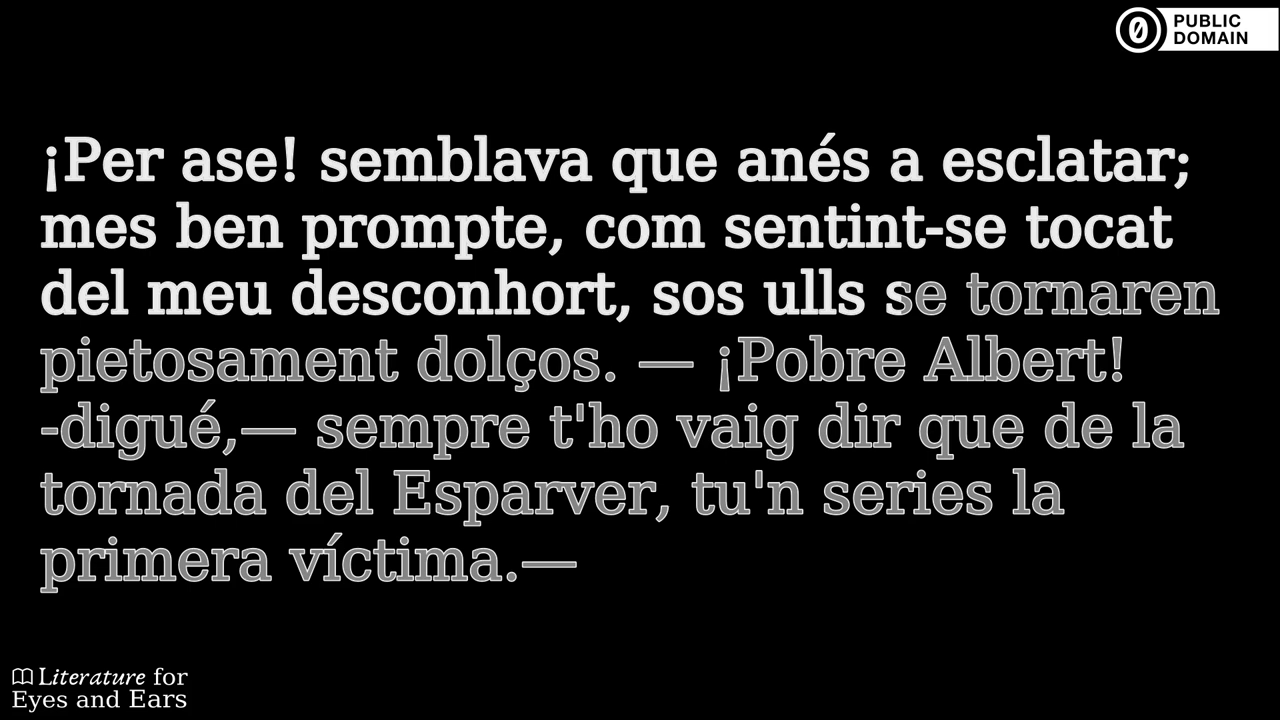 PUBLIC
DOMAIN
¡Per ase! semblava que anés a esclatar;
mes ben prompte, com sentint-se tocat
del meu desconhort, sos ulls se tornaren
pietosament dolços. — ¡Pobre Albert!
-digué,— sempre t'ho vaig dir que de la
tornada del Esparver, tu'n series la
primera víctima.—
Literature for
Eyes and Ears